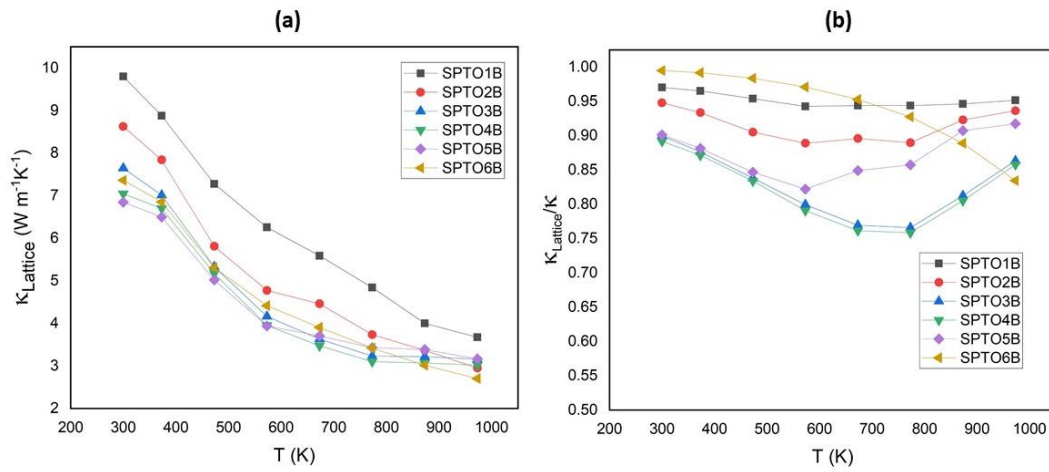 (a)
κLattice (W m⁻¹K⁻¹)
10
9
8
7
6
5
4
3
2
200 300 400 500 600 700 800 900 1000
T (K)
SPTO1B
SPTO2B
SPTO3B
SPTO4B
SPTO5B
SPTO6B
(b)
κLattice/κ
1.00
0.95
0.90
0.85
0.80
0.75
0.70
0.65
0.60
0.55
0.50
200 300 400 500 600 700 800 900 1000
T (K)
SPTO1B
SPTO2B
SPTO3B
SPTO4B
SPTO5B
SPTO6B